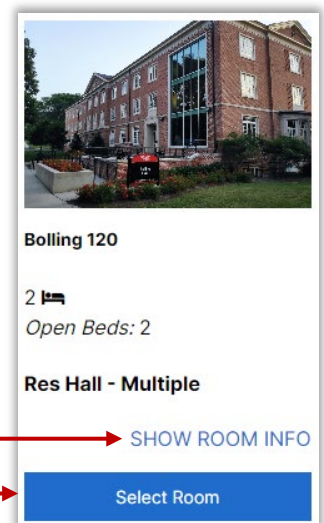 Bolling 120
2
Open Beds: 2
Res Hall - Multiple
SHOW ROOM INFO
Select Room